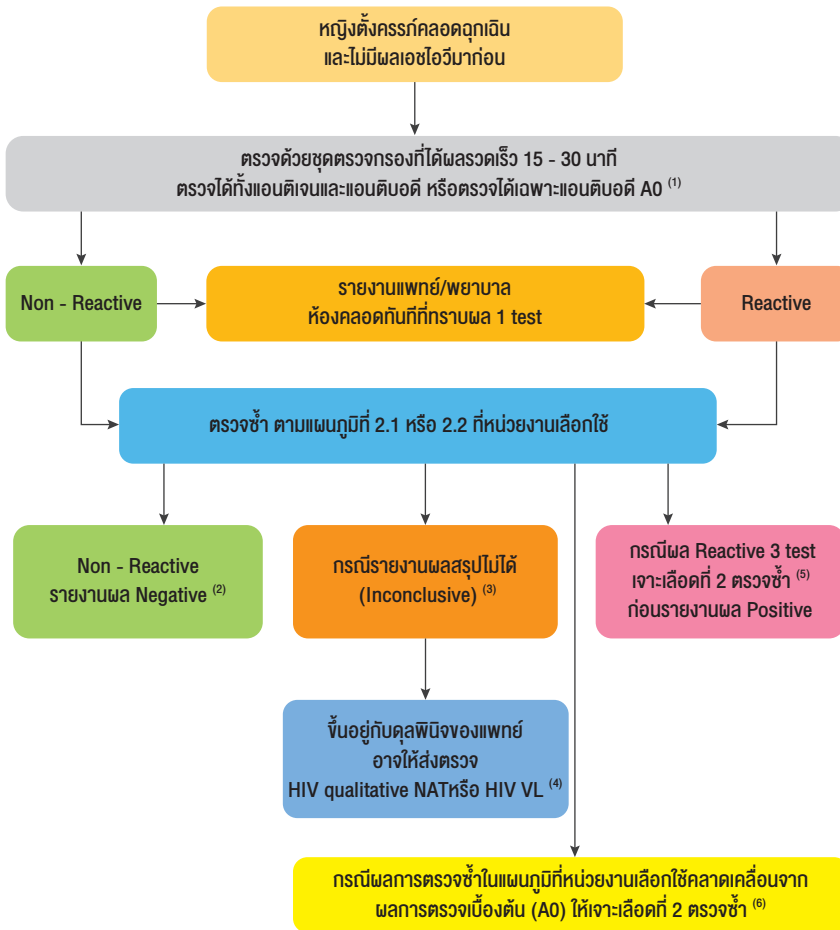 หญิงตั้งครรภ์คลอดฉุกเฉิน
และไม่มีผลเอชไอวีมาก่อน
ตรวจด้วยชุดตรวจกรองที่ได้ผลรวดเร็ว 15 - 30 นาที
ตรวจได้ทั้งแอนติเจนและแอนติบอดี หรือตรวจได้เฉพาะแอนติบอดี A0 (1)
Non - Reactive
รายงานแพทย์/พยาบาล
ห้องคลอดทันทีที่ทราบผล 1 test
Reactive
ตรวจซ้ำ ตามแผนภูมิที่ 2.1 หรือ 2.2 ที่หน่วยงานเลือกใช้
Non - Reactive
รายงานผล Negative (2)
กรณีรายงานผลสรุปไม่ได้
(Inconclusive) (3)
กรณีผล Reactive 3 test
เจาะเลือดที่ 2 ตรวจซ้ำ (5)
ก่อนรายงานผล Positive
ขึ้นอยู่กับดุลพินิจของแพทย์
อาจให้ส่งตรวจ
HIV qualitative NATหรือ HIV VL (4)
กรณีผลการตรวจซ้ำในแผนภูมิที่หน่วยงานเลือกใช้คลาดเคลื่อนจาก
ผลการตรวจเบื้องต้น (A0) ให้เจาะเลือดที่ 2 ตรวจซ้ำ (6)